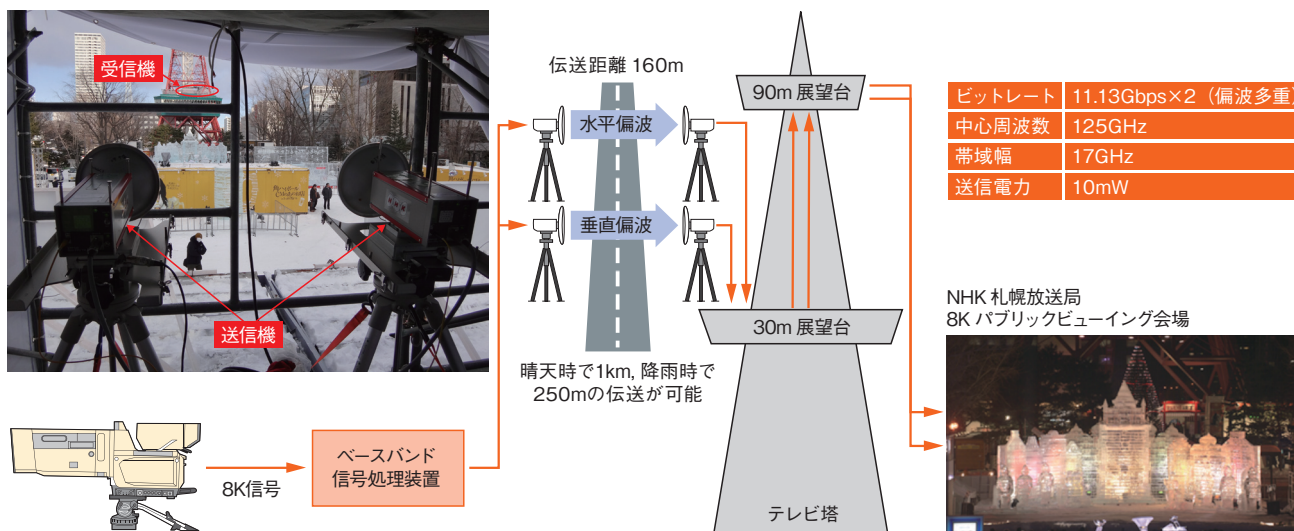 受信機
送信機
8K信号
ベースバンド
信号処理装置
伝送距離 160m
水平偏波
垂直偏波
晴天時で1km, 降雨時で
250mの伝送が可能
90m 展望台
30m 展望台
テレビ塔
ビットレート 11.13Gbps×2（偏波多重）
中心周波数 125GHz
帯域幅 17GHz
送信電力 10mW
NHK 札幌放送局
8K パブリックビューイング会場